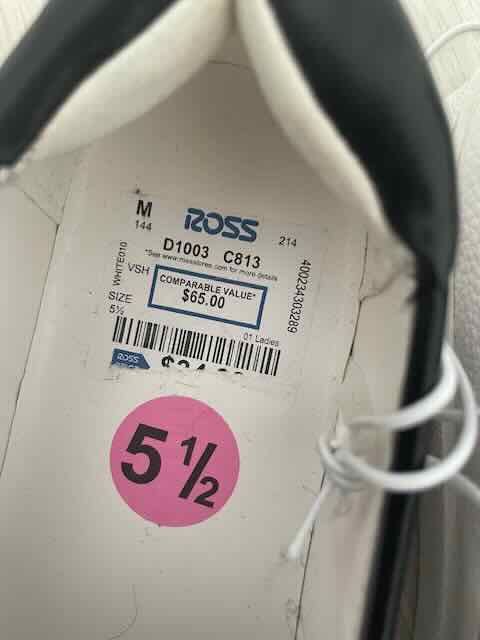 M
144
ROSS
214
D1003 C813
*See www.rossstores.com for more details
WHITE010
VSH
COMPARABLE VALUE*
$65.00
400234303289
SIZE
5½
01 Ladies
ROSS
5 1/2